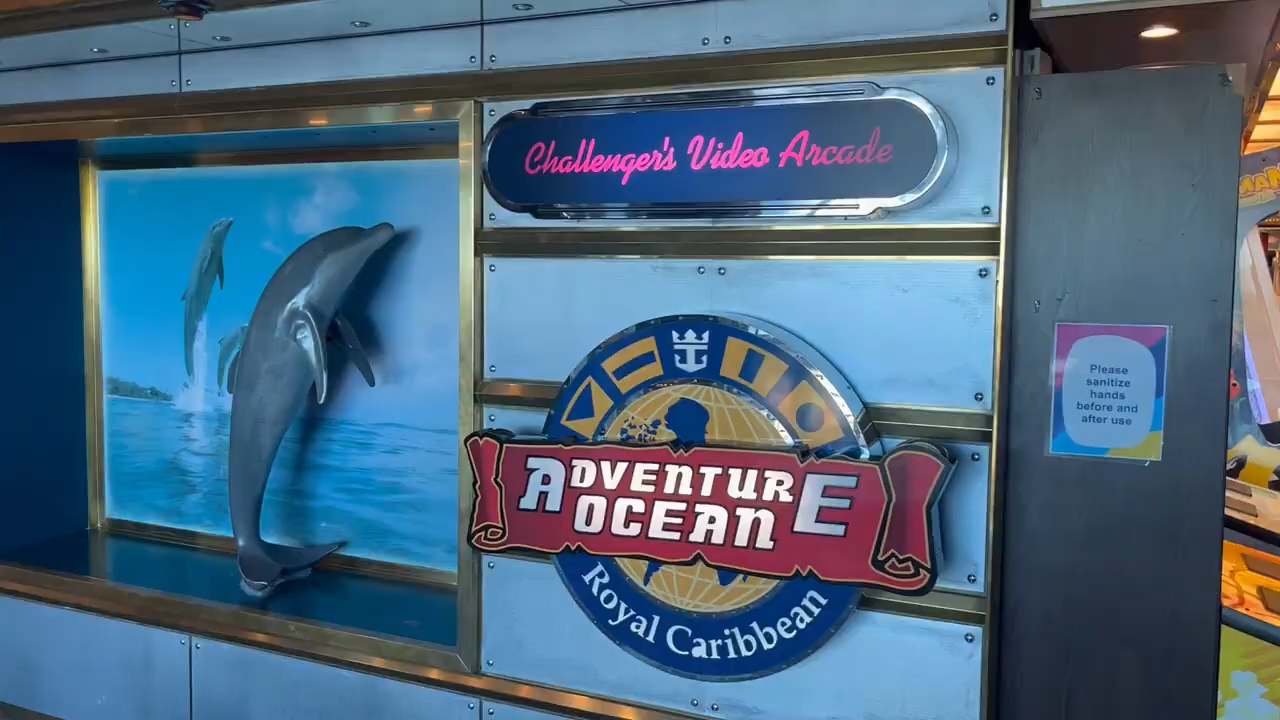 Challenger's Video Arcade
ADVENTURE
OCEAN
Royal Caribbean
Please
sanitize
hands
before and
after use